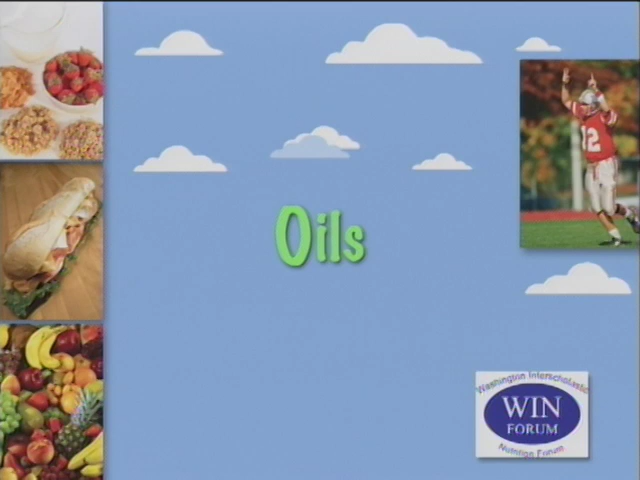 Oils
12
Washington Interscholastic
WIN
FORUM
Nutrition Forum